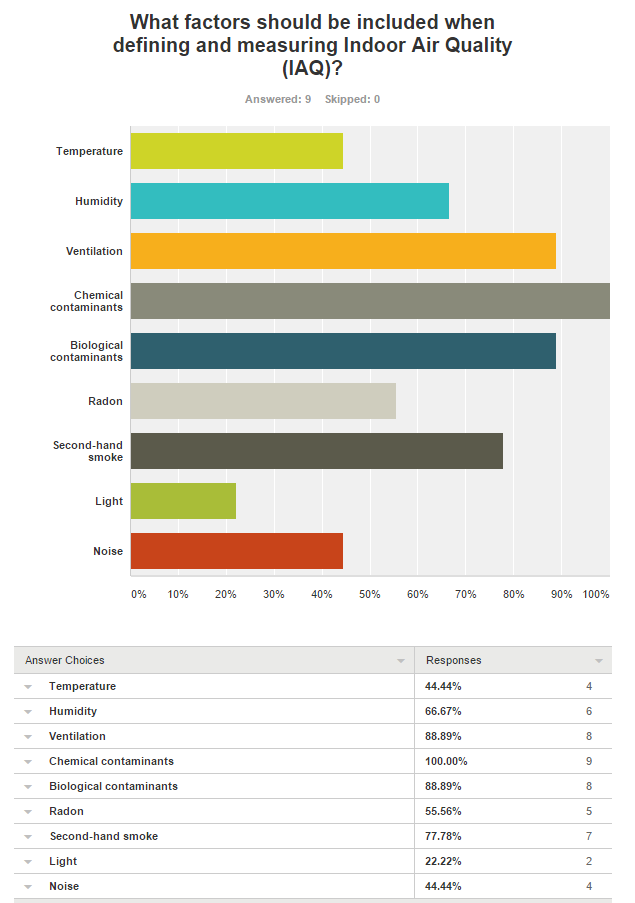 What factors should be included when
defining and measuring Indoor Air Quality
(IAQ)?
Answered: 9 Skipped: 0
Temperature
Humidity
Ventilation
Chemical
contaminants
Biological
contaminants
Radon
Second-hand
smoke
Light
Noise
0% 10% 20% 30% 40% 50% 60% 70% 80% 90% 100%
Answer Choices Responses
Temperature 44.44% 4
Humidity 66.67% 6
Ventilation 88.89% 8
Chemical contaminants 100.00% 9
Biological contaminants 88.89% 8
Radon 55.56% 5
Second-hand smoke 77.78% 7
Light 22.22% 2
Noise 44.44% 4